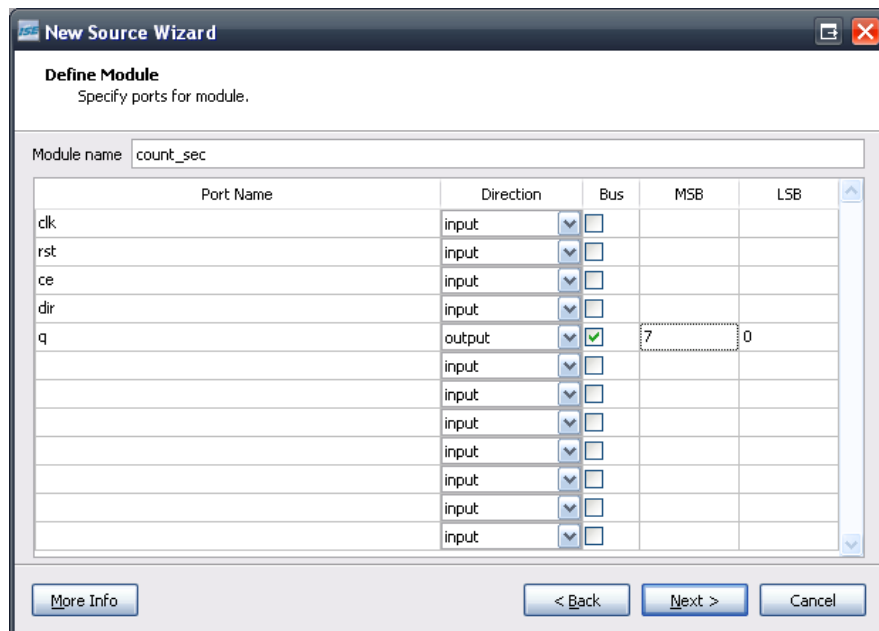 ISE New Source Wizard
Define Module
Specify ports for module.
Module name count_sec
Port Name Direction Bus MSB LSB
clk input
rst input
ce input
dir input
q output 7 0
input
input
input
input
input
input
input
More Info < Back Next > Cancel